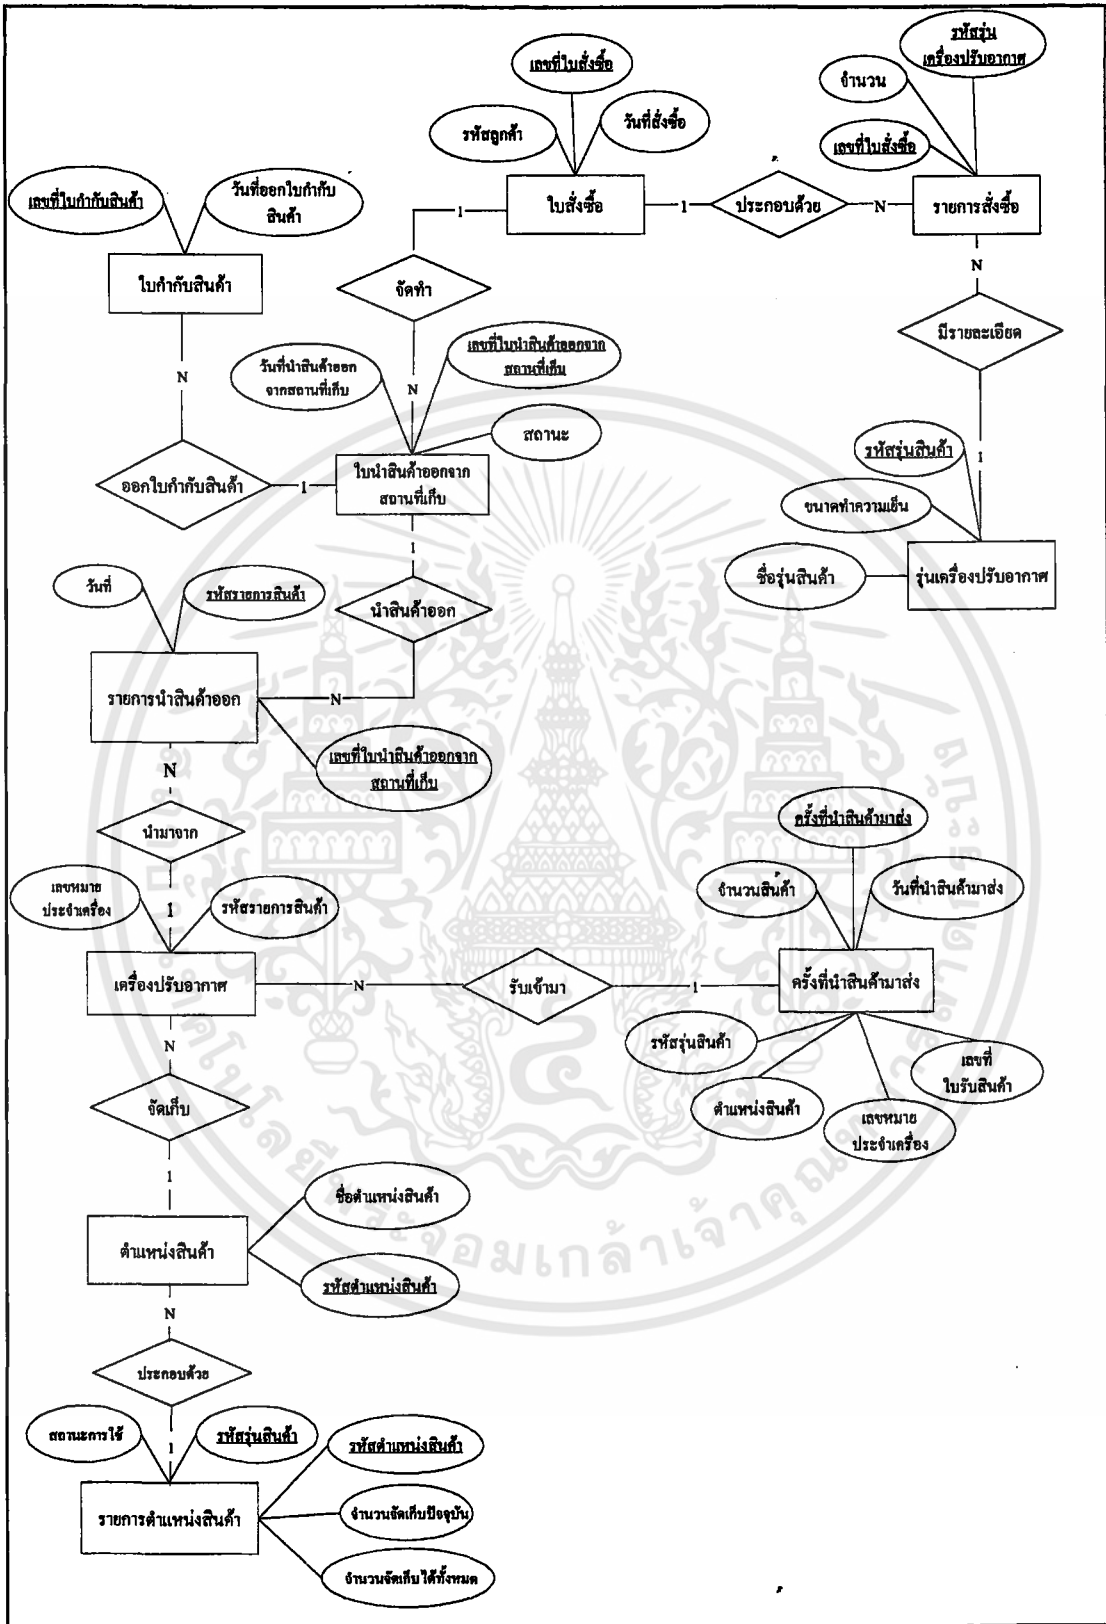 รหัสรุ่น
เครื่องปรับอากาศ
เลขที่ใบสั่งซื้อ
จำนวน
รหัสลูกค้า
วันที่สั่งซื้อ
เลขที่ใบสั่งซื้อ
ใบสั่งซื้อ
1
ประกอบด้วย
N
รายการสั่งซื้อ
1
เลขที่ใบกำกับสินค้า
วันที่ออกใบกำกับ
สินค้า
ใบกำกับสินค้า
จัดทำ
N
มีรายละเอียด
วันที่นำสินค้าออก
จากสถานที่เก็บ
เลขที่ใบนำสินค้าออกจาก
สถานที่เก็บ
N
N
สถานะ
ออกใบกำกับสินค้า
1
ใบนำสินค้าออกจาก
สถานที่เก็บ
1
รหัสรุ่นสินค้า
1
ขนาดทำความเย็น
ชื่อรุ่นสินค้า
รุ่นเครื่องปรับอากาศ
วันที่
รหัสรายการสินค้า
นำสินค้าออก
รายการนำสินค้าออก
N
เลขที่ใบนำสินค้าออกจาก
สถานที่เก็บ
N
นำมาจาก
ครั้งที่นำสินค้ามาส่ง
เลขหมาย
ประจำเครื่อง
1
รหัสรายการสินค้า
จำนวนสินค้า
วันที่นำสินค้ามาส่ง
เครื่องปรับอากาศ
N
รับเข้ามา
1
ครั้งที่นำสินค้ามาส่ง
N
รหัสรุ่นสินค้า
เลขที่
ใบรับสินค้า
จัดเก็บ
ตำแหน่งสินค้า
เลขหมาย
ประจำเครื่อง
1
ชื่อตำแหน่งสินค้า
ตำแหน่งสินค้า
รหัสตำแหน่งสินค้า
N
ประกอบด้วย
สถานะการใช้
1
รหัสรุ่นสินค้า
รหัสตำแหน่งสินค้า
รายการตำแหน่งสินค้า
จำนวนจัดเก็บปัจจุบัน
จำนวนจัดเก็บได้ทั้งหมด
พระจอมเกล้าเจ้าคุณ